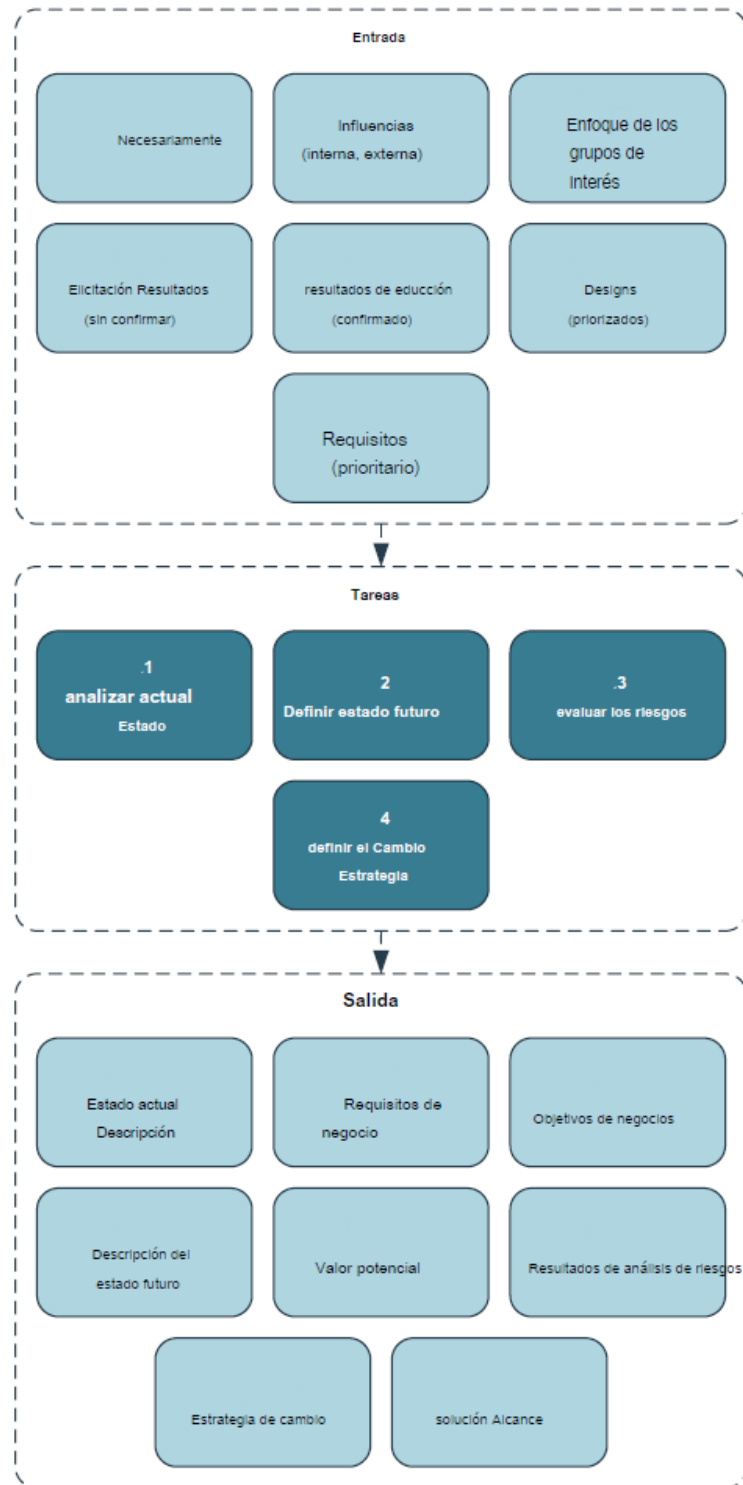 Entrada
Necesariamente
Influencias
(interna, externa)
Enfoque de los
grupos de
Interés
Elicitación Resultados
(sin confirmar)
resultados de educción
(confirmado)
Designs
(priorizados)
Requisitos
(prioritario)
Tareas
.1
analizar actual
Estado
2
Definir estado futuro
.3
evaluar los riesgos
4
definir el Cambio
Estrategia
Salida
Estado actual
Descripción
Requisitos de
negocio
Objetivos de negocios
Descripción del
estado futuro
Valor potencial
Resultados de análisis de riesgos
Estrategia de cambio
solución Alcance